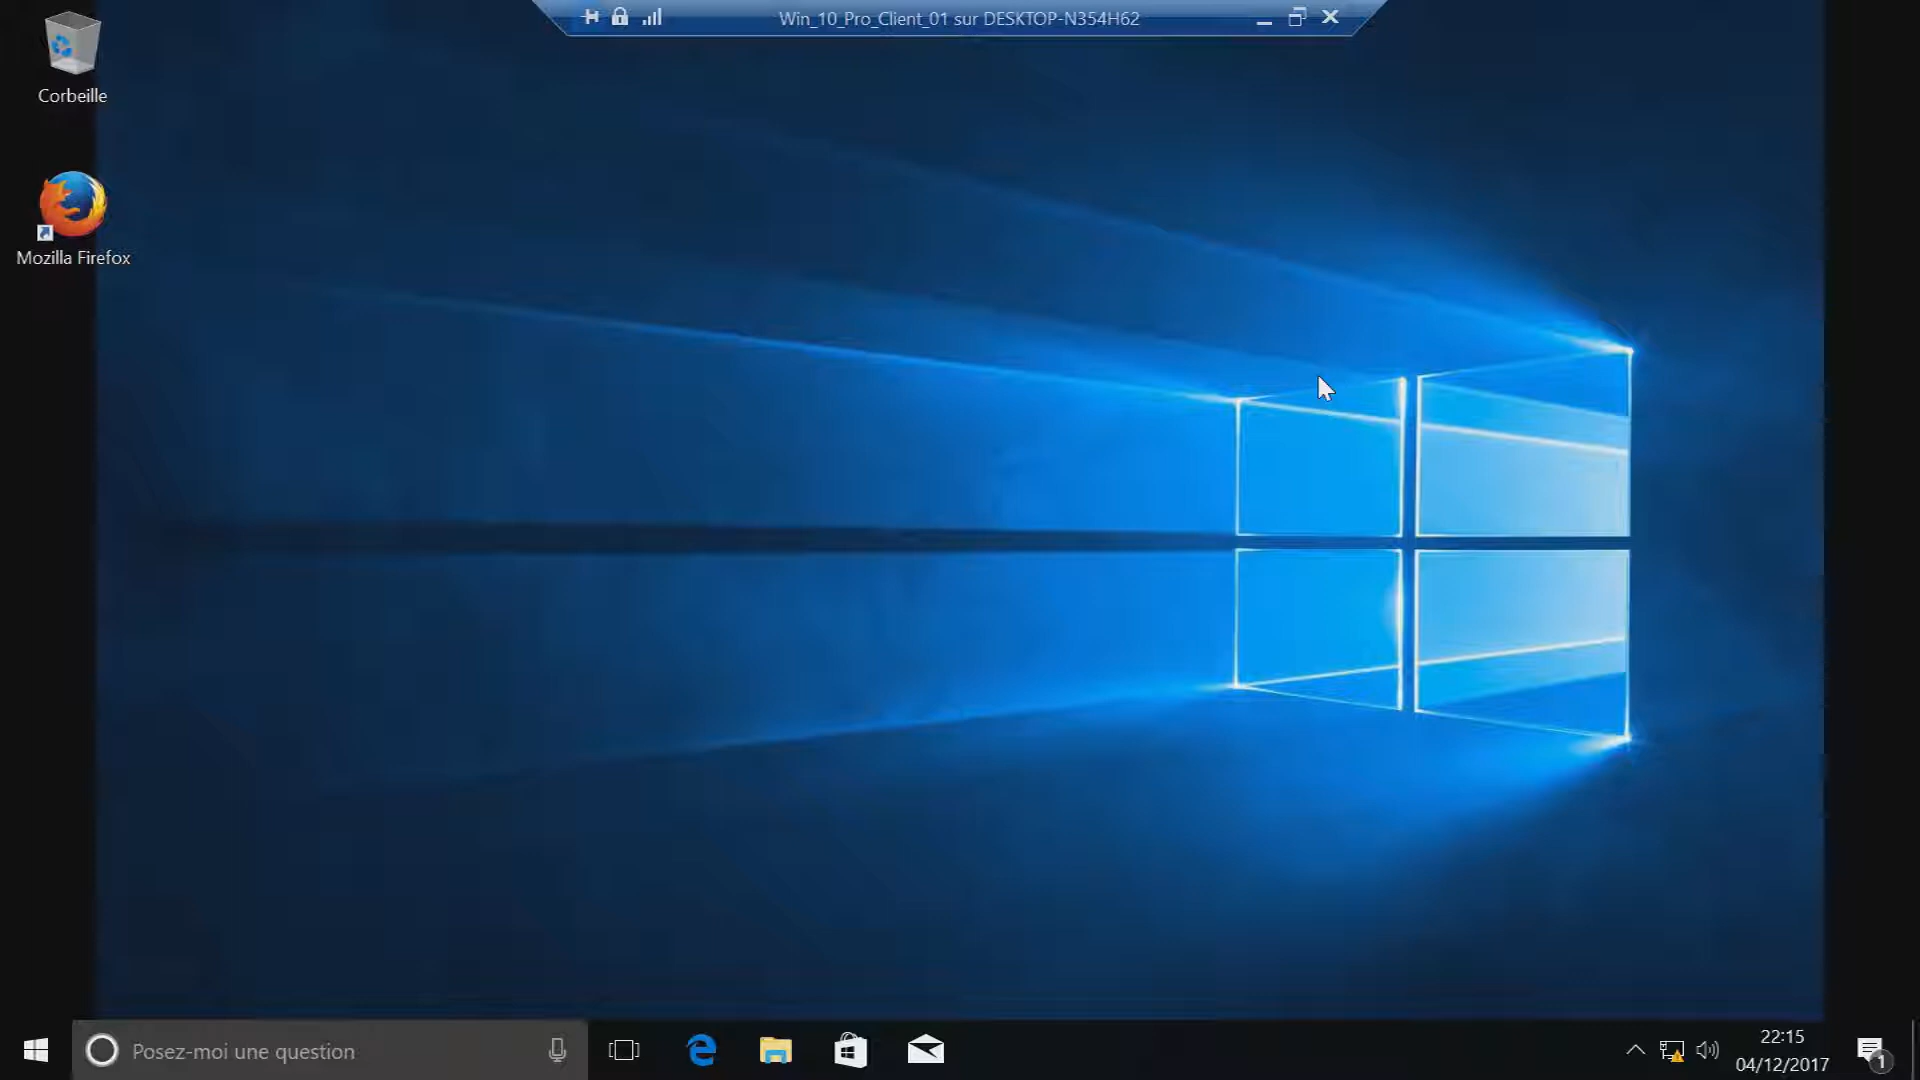 Win_10_Pro_Client_01 sur DESKTOP-N354H62
Corbeille
Mozilla Firefox
Posez-moi une question
22:15
04/12/2017
1